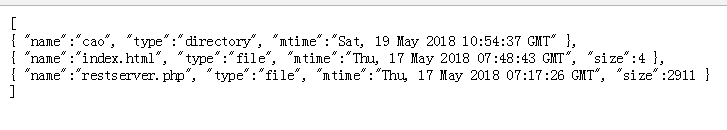 [
{ "name":"cao", "type":"directory", "mtime":"Sat, 19 May 2018 10:54:37 GMT" },
{ "name":"index.html", "type":"file", "mtime":"Thu, 17 May 2018 07:48:43 GMT", "size":4 },
{ "name":"restserver.php", "type":"file", "mtime":"Thu, 17 May 2018 07:17:26 GMT", "size":2911 }
]